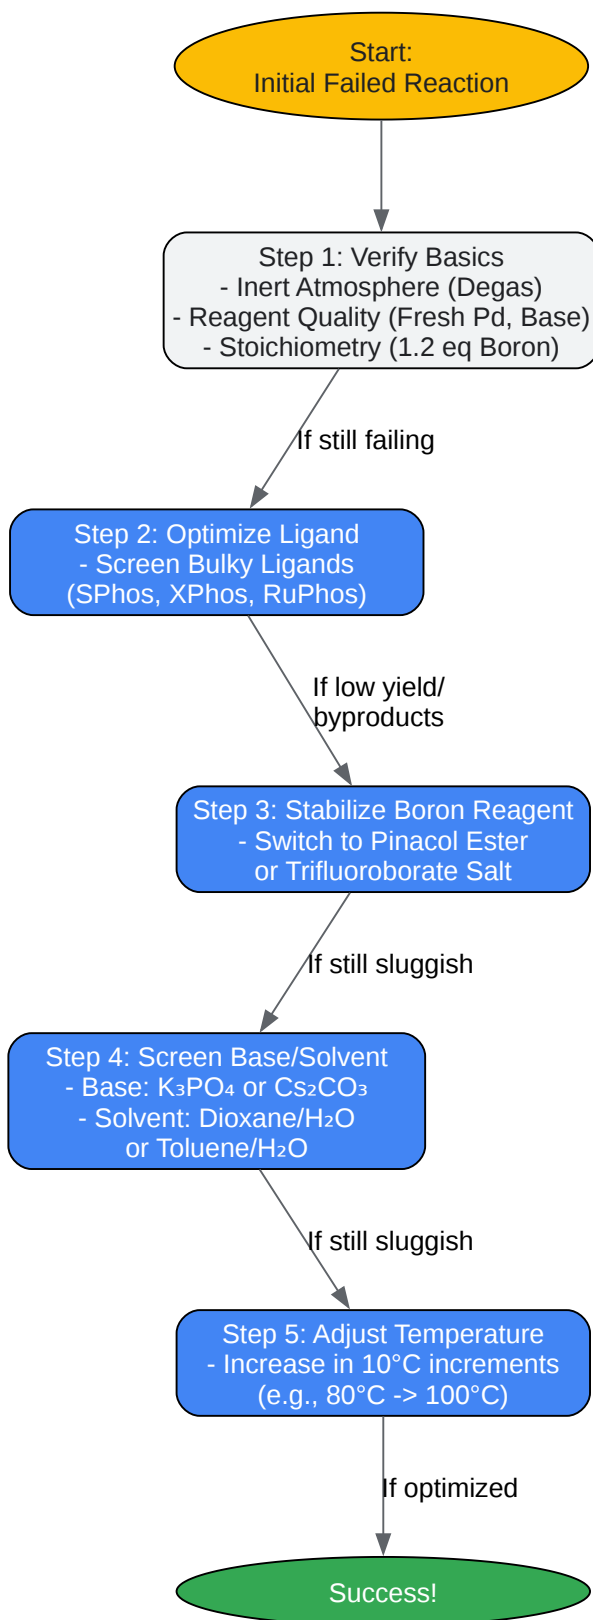 Start:
Initial Failed Reaction
Step 1: Verify Basics
- Inert Atmosphere (Degas)
- Reagent Quality (Fresh Pd, Base)
- Stoichiometry (1.2 eq Boron)
If still failing
Step 2: Optimize Ligand
- Screen Bulky Ligands
(SPhos, XPhos, RuPhos)
If low yield/
byproducts
Step 3: Stabilize Boron Reagent
- Switch to Pinacol Ester
or Trifluoroborate Salt
If still sluggish
Step 4: Screen Base/Solvent
- Base: K₃PO₄ or Cs₂CO₃
- Solvent: Dioxane/H₂O
or Toluene/H₂O
If still sluggish
Step 5: Adjust Temperature
- Increase in 10°C increments
(e.g., 80°C -> 100°C)
If optimized
Success!